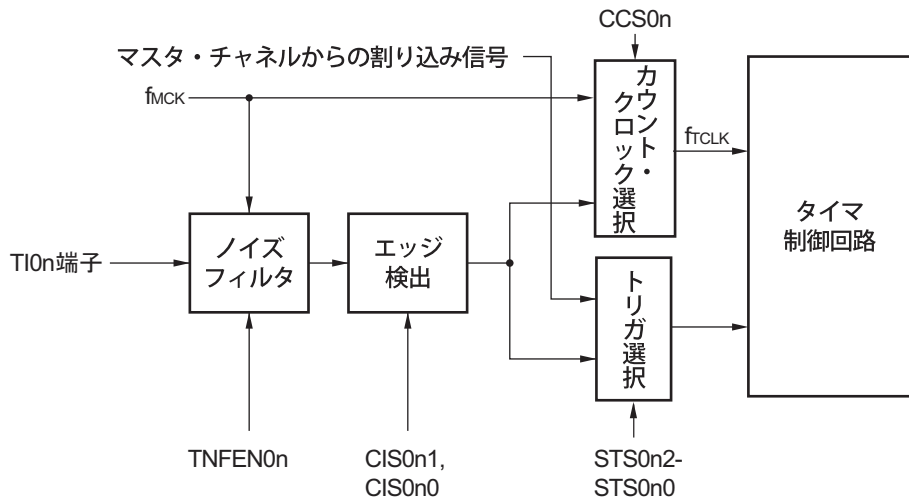 CCS0n
マスタ・チャネルからの割り込み信号
fMCK
カウント・
クロック選択
fTCLK
タイマ
制御回路
TI0n端子
ノイズ
フィルタ
エッジ
検出
トリガ選択
TNFEN0n
CIS0n1,
CIS0n0
STS0n2-
STS0n0